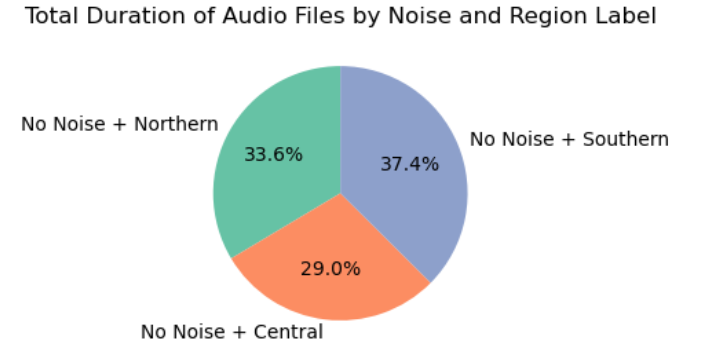 Total Duration of Audio Files by Noise and Region Label
No Noise + Northern
33.6%
37.4%
No Noise + Southern
29.0%
No Noise + Central